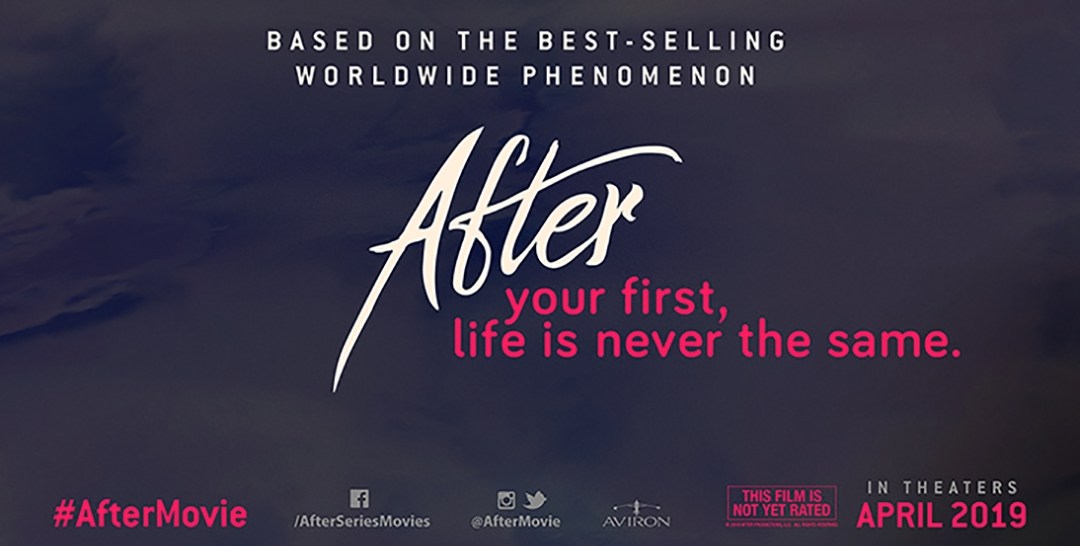 BASED ON THE BEST-SELLING
WORLDWIDE PHENOMENON
After
your first,
life is never the same.
#AfterMovie
/AfterSeriesMovies
@AfterMovie
AVIRON
THIS FILM IS
NOT YET RATED
IN THEATERS
APRIL 2019